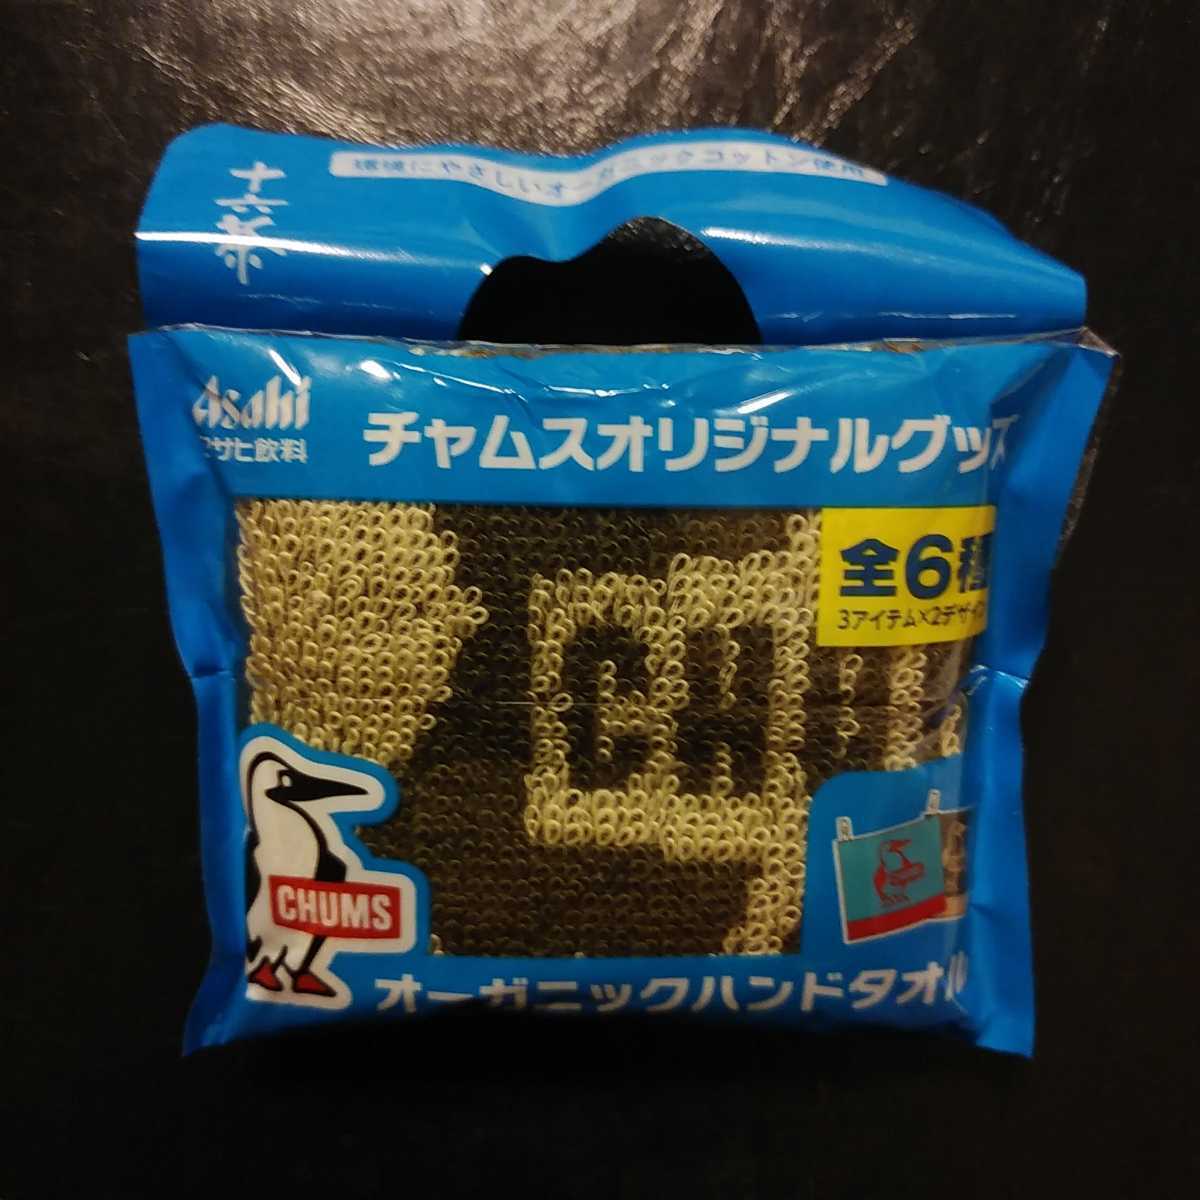 十六茶
環境にやさしいオーガニックコットン使用
Asahi
アサヒ飲料
チャムスオリジナルグッズ
全6種
3アイテム×2デザイン
CH
CHUMS
オーガニックハンドタオル